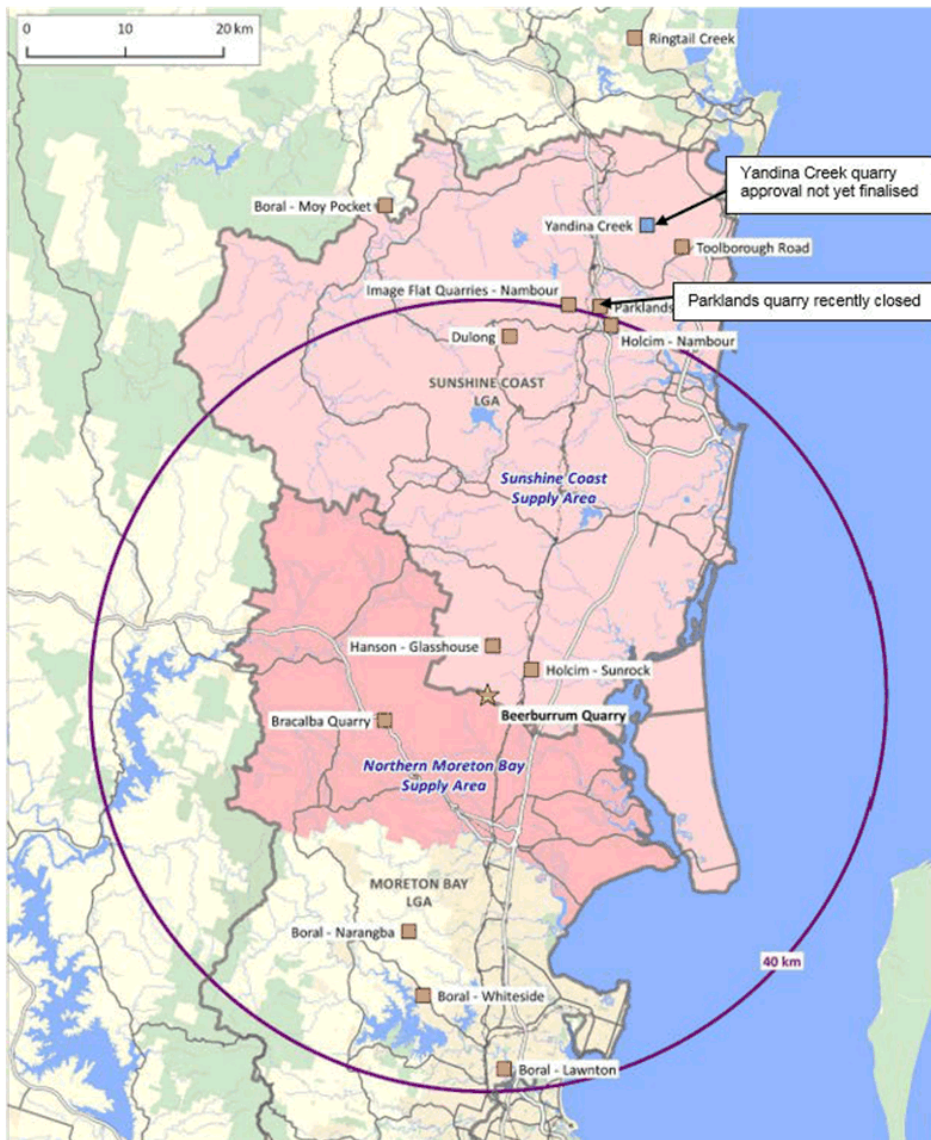 0 10 20 km
Ringtail Creek
Yandina Creek quarry
approval not yet finalised
Boral - Moy Pocket
Yandina Creek
Toolborough Road
Image Flat Quarries - Nambour
Parklands
Parklands quarry recently closed
Dulong
Holcim - Nambour
SUNSHINE COAST
LGA
Sunshine Coast
Supply Area
Hanson - Glasshouse
Holcim - Sunrock
Beerburrum Quarry
Bracalba Quarry
Northern Moreton Bay
Supply Area
MORETON BAY
LGA
Boral - Narangba
40 km
Boral - Whiteside
Boral - Lawnton